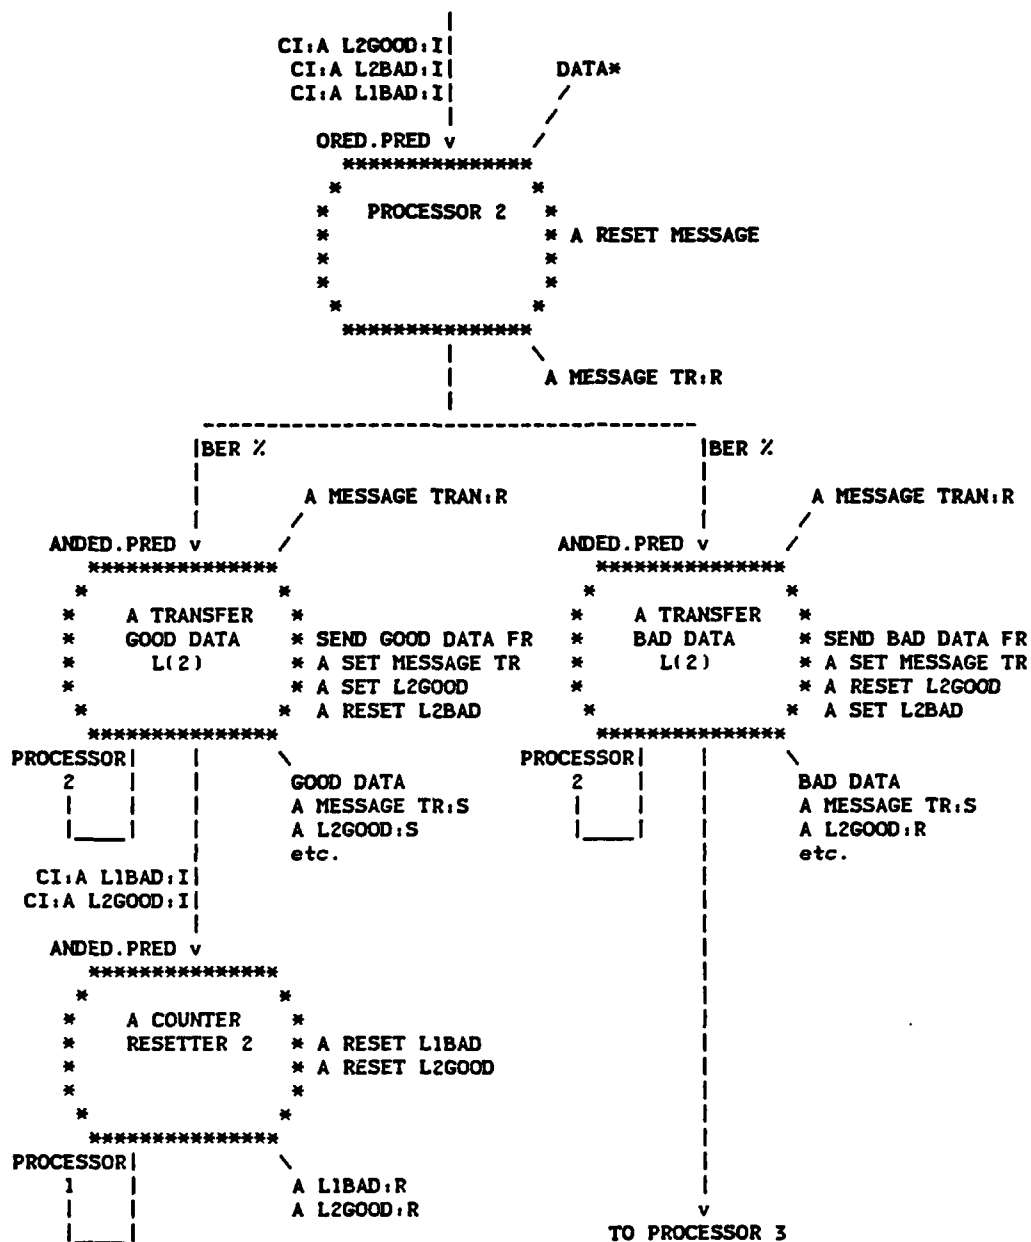 CI:A L2GOOD:I
CI:A L2BAD:I DATA*
CI:A L1BAD:I
ORED.PRED v
PROCESSOR 2
A RESET MESSAGE
A MESSAGE TR:R
BER % BER %
A MESSAGE TRAN:R A MESSAGE TRAN:R
ANDED.PRED v ANDED.PRED v
A TRANSFER A TRANSFER
GOOD DATA SEND GOOD DATA FR BAD DATA SEND BAD DATA FR
L(2) A SET MESSAGE TR L(2) A SET MESSAGE TR
A SET L2GOOD A RESET L2GOOD
A RESET L2BAD A SET L2BAD
PROCESSOR PROCESSOR
2 GOOD DATA 2 BAD DATA
A MESSAGE TR:S A MESSAGE TR:S
A L2GOOD:S A L2GOOD:R
etc. etc.
CI:A L1BAD:I
CI:A L2GOOD:I
ANDED.PRED v
A COUNTER
RESETTER 2 A RESET L1BAD
A RESET L2GOOD
PROCESSOR
1 A L1BAD:R
A L2GOOD:R v
TO PROCESSOR 3